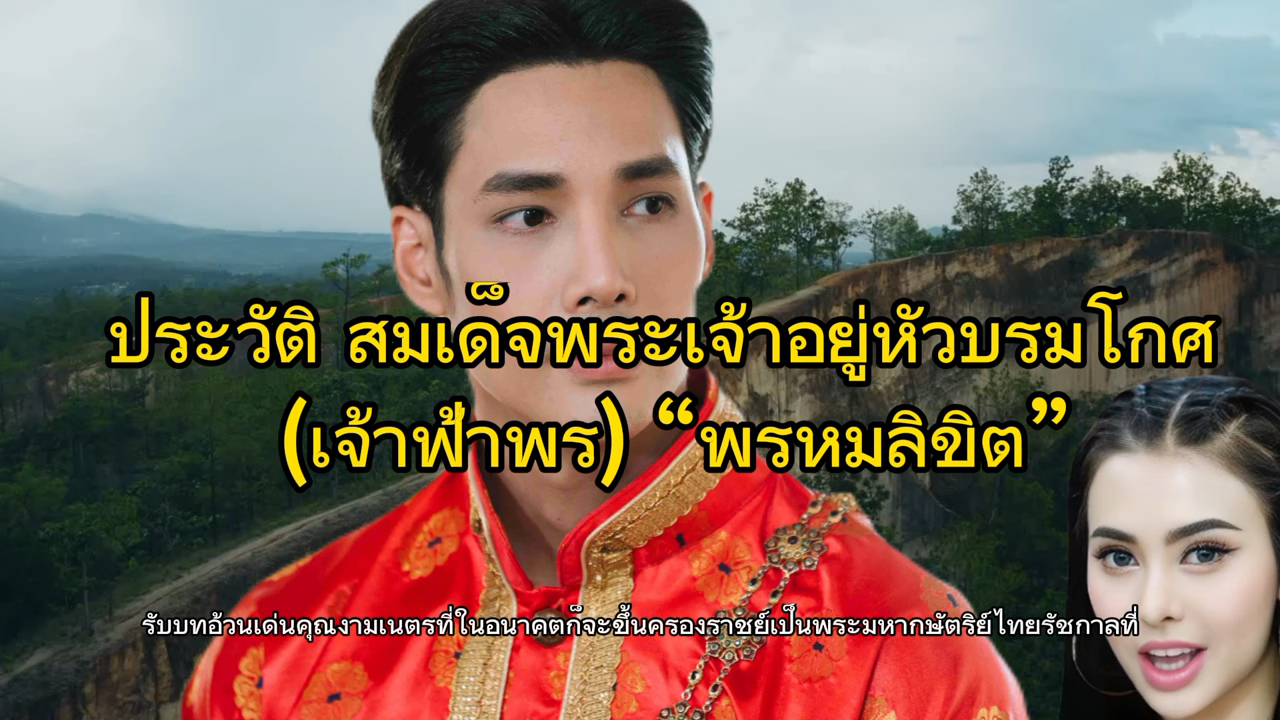 ประวัติ สมเด็จพระเจ้าอยู่หัวบรมโกศ
(เจ้าฟ้าพร) “พรหมลิขิต”
รับบทอ้วนเด่นคุณงามเนตรที่ในอนาคตก็จะขึ้นครองราชย์เป็นพระมหากษัตริย์ไทยรัชกาลที่